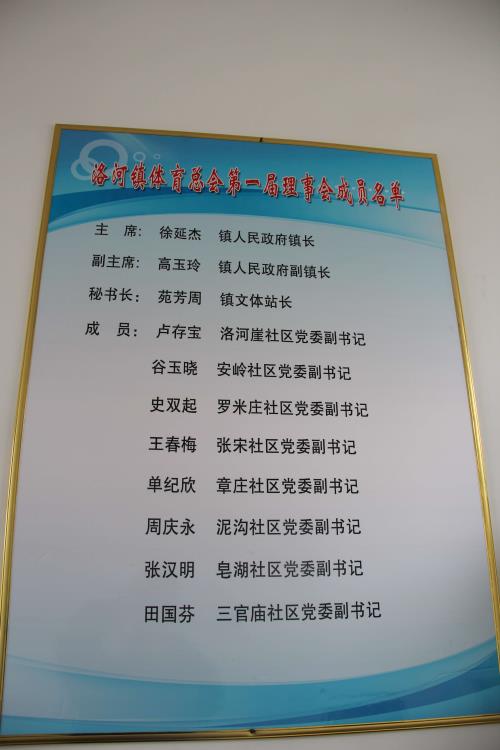 洛河镇体育总会第一届理事会成员名单
主 席: 徐延杰 镇人民政府镇长
副主席: 高玉玲 镇人民政府副镇长
秘书长: 苑芳周 镇文体站长
成 员: 卢存宝 洛河崖社区党委副书记
谷玉晓 安岭社区党委副书记
史双起 罗米庄社区党委副书记
王春梅 张宋社区党委副书记
单纪欣 章庄社区党委副书记
周庆永 泥沟社区党委副书记
张汉明 皂湖社区党委副书记
田国芬 三官庙社区党委副书记